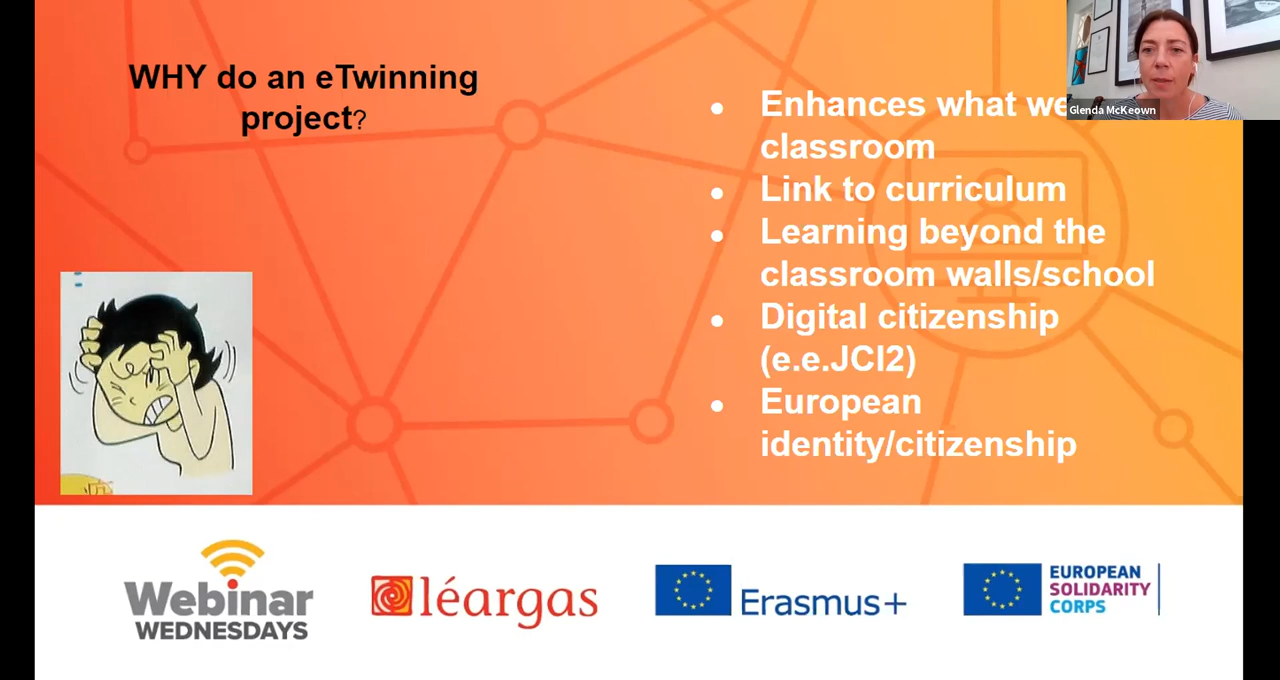 WHY do an eTwinning
project?
Enhances what we
classroom
Link to curriculum
Learning beyond the
classroom walls/school
Digital citizenship
(e.e.JCI2)
European
identity/citizenship
Glenda McKeown
Webinar
WEDNESDAYS
léargas
Erasmus+
EUROPEAN
SOLIDARITY
CORPS